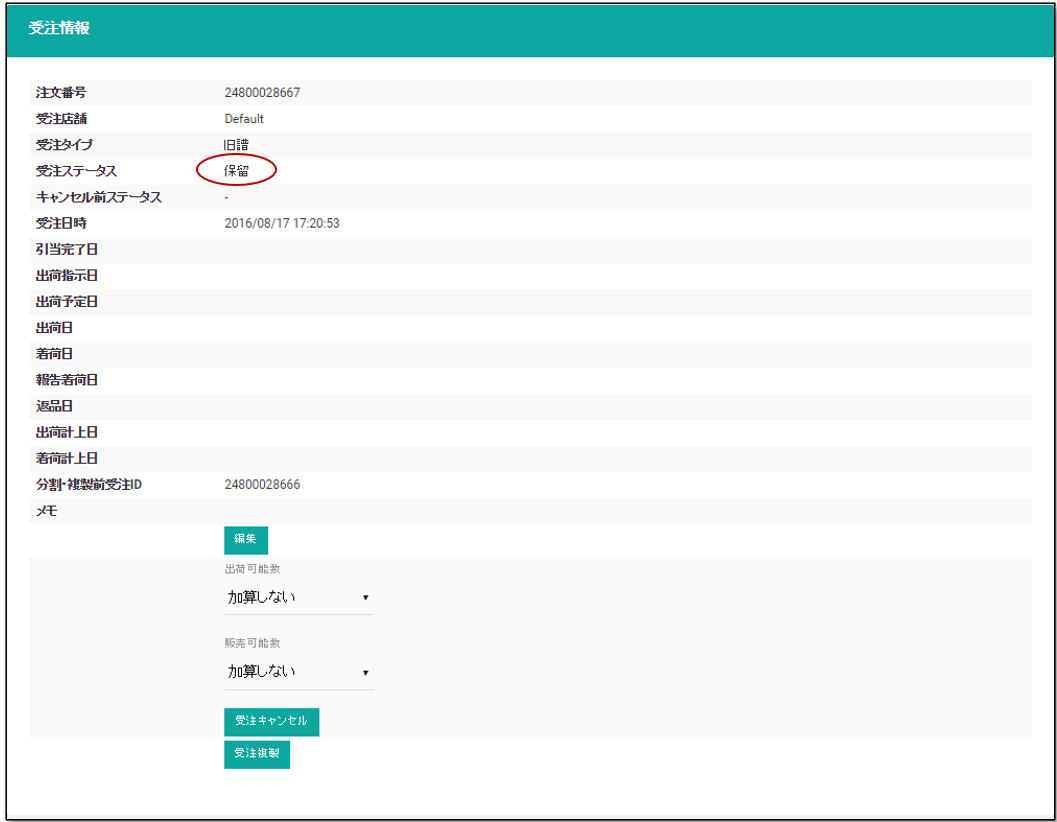 受注情報
注文番号 24800028667
受注店舗 Default
受注タイプ 旧譜
受注ステータス 保留
キャンセル前ステータス -
受注日時 2016/08/17 17:20:53
引当完了日
出荷指示日
出荷予定日
出荷日
着荷日
報告着荷日
返品日
出荷計上日
着荷計上日
分割・複製前受注ID 24800028666
メモ
編集
出荷可能数
加算しない
販売可能数
加算しない
受注キャンセル
受注複製